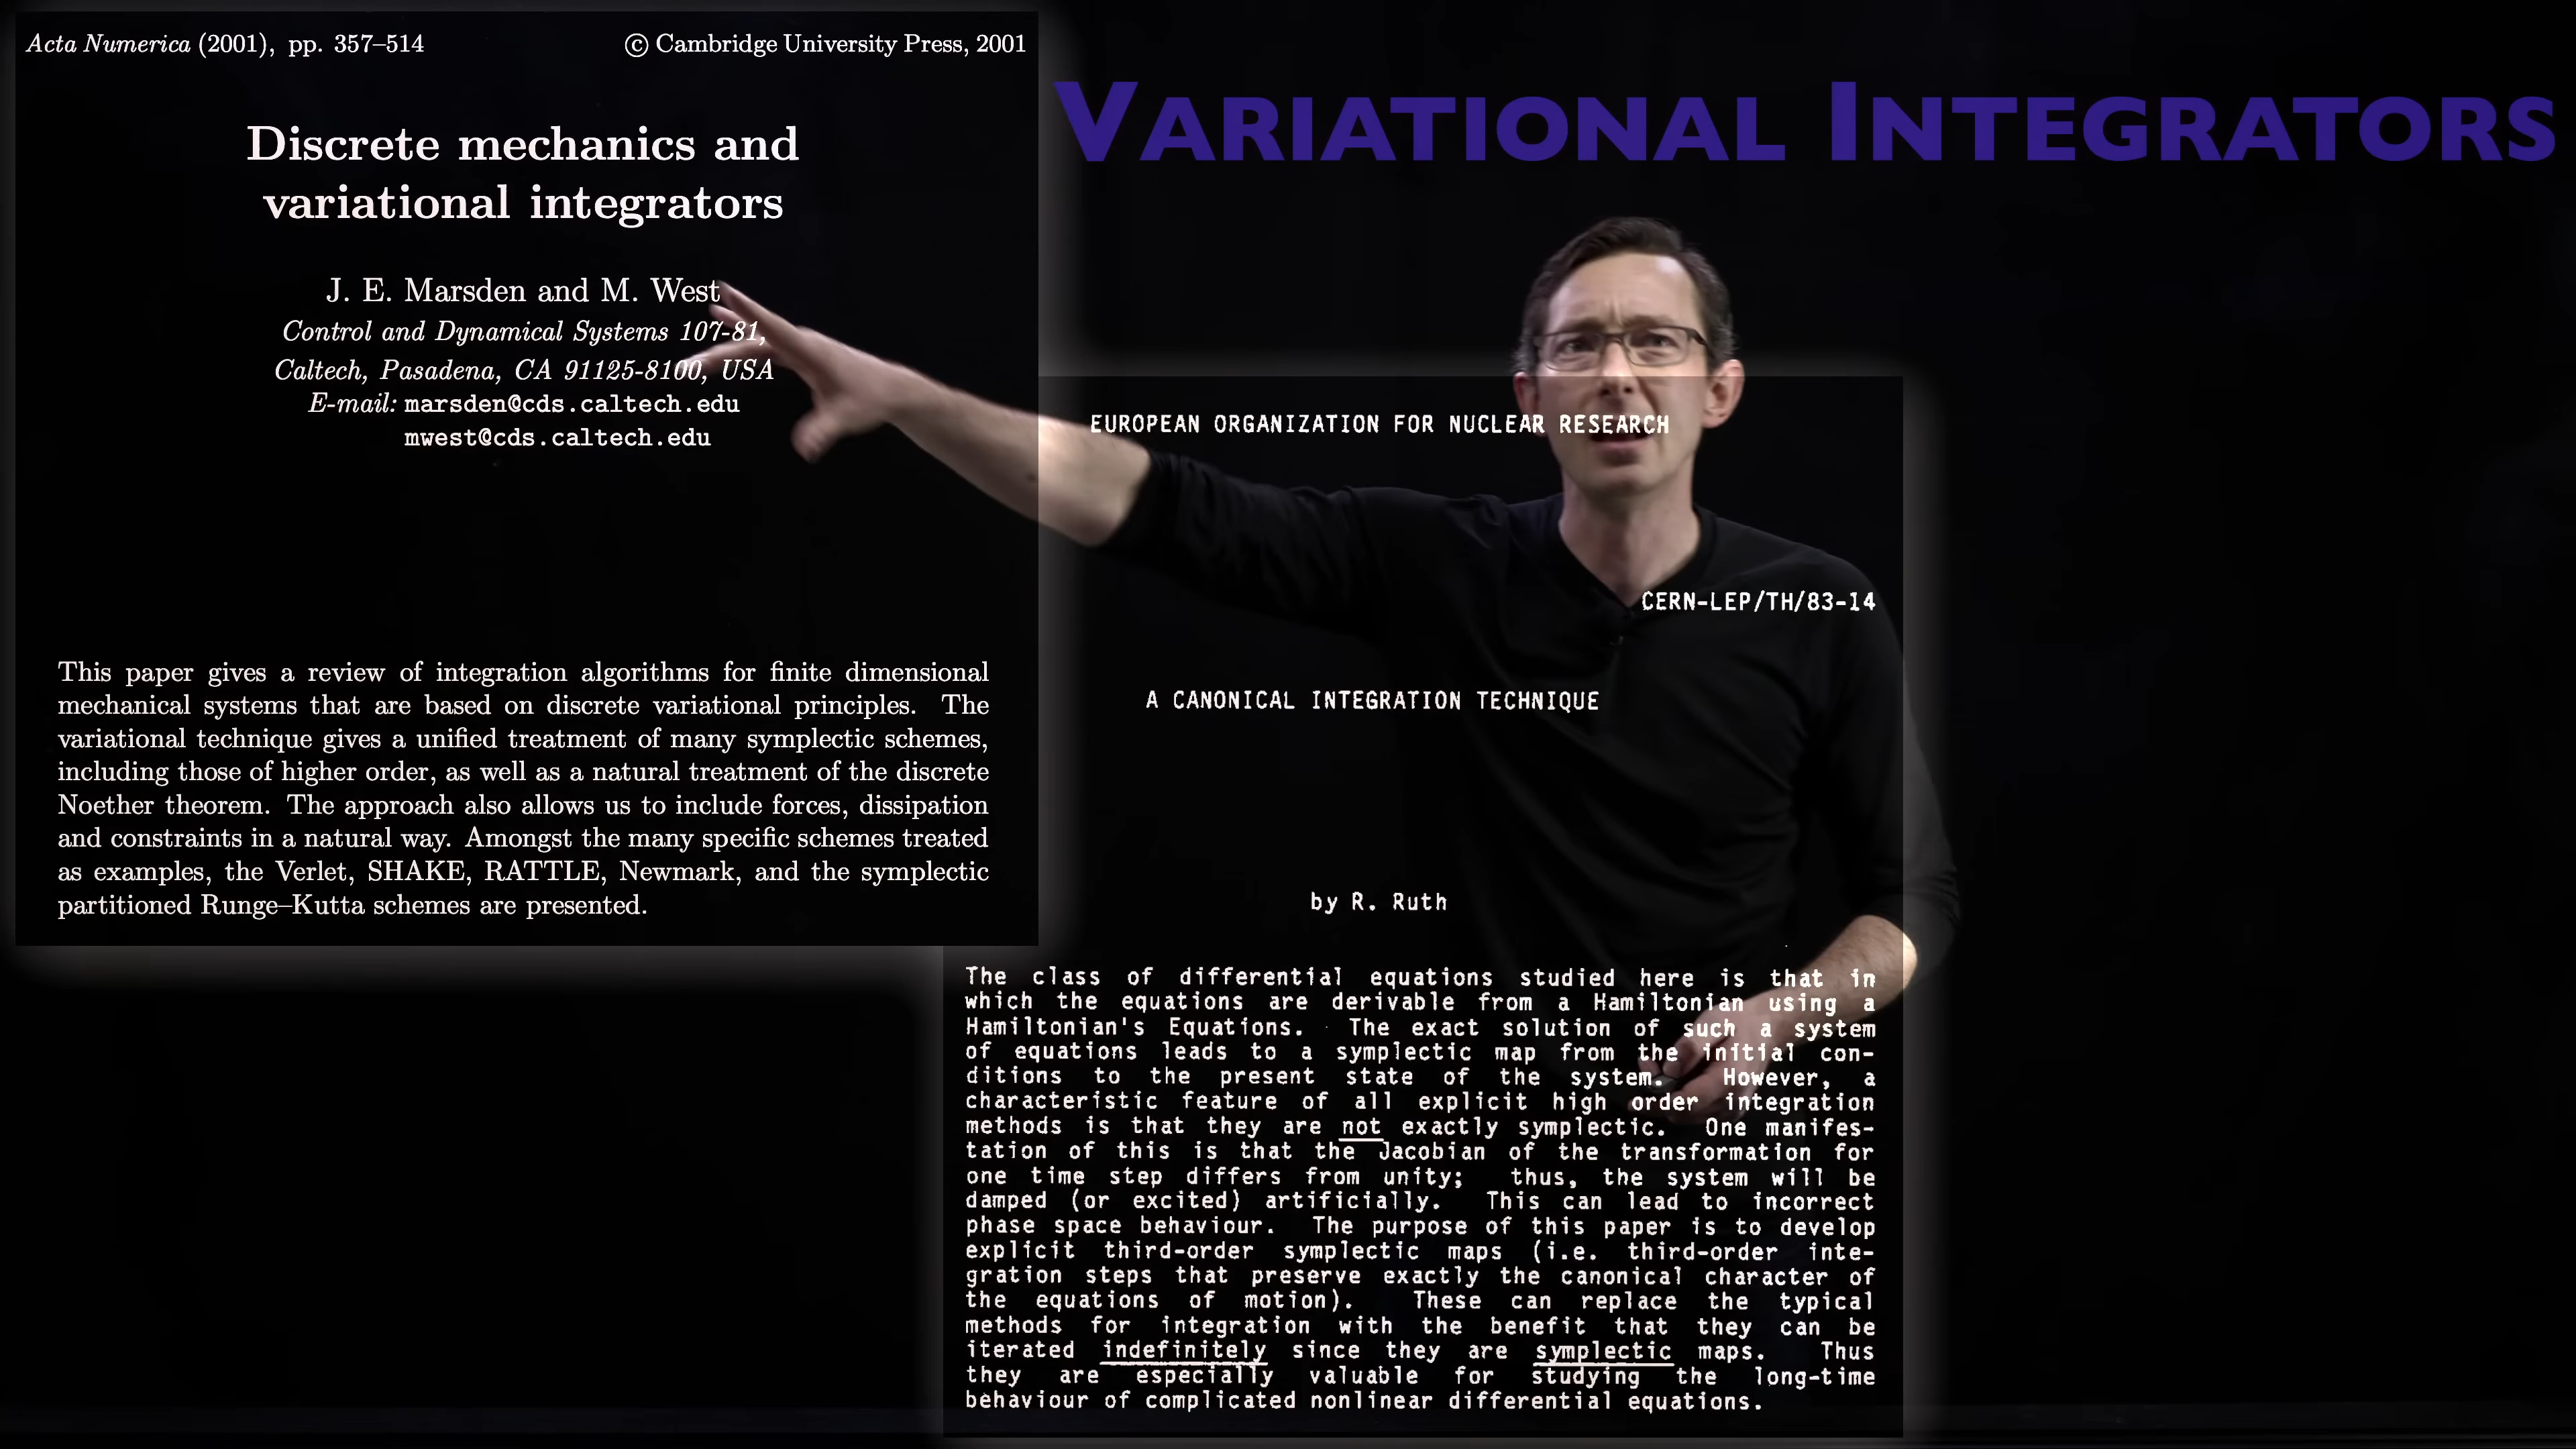 Acta Numerica (2001), pp. 357–514
© Cambridge University Press, 2001
VARIATIONAL INTEGRATORS
Discrete mechanics and
variational integrators
J. E. Marsden and M. West
Control and Dynamical Systems 107-81,
Caltech, Pasadena, CA 91125-8100, USA
E-mail: marsden@cds.caltech.edu
mwest@cds.caltech.edu
This paper gives a review of integration algorithms for finite dimensional
mechanical systems that are based on discrete variational principles. The
variational technique gives a unified treatment of many symplectic schemes,
including those of higher order, as well as a natural treatment of the discrete
Noether theorem. The approach also allows us to include forces, dissipation
and constraints in a natural way. Amongst the many specific schemes treated
as examples, the Verlet, SHAKE, RATTLE, Newmark, and the symplectic
partitioned Runge–Kutta schemes are presented.
EUROPEAN ORGANIZATION FOR NUCLEAR RESEARCH
CERN-LEP/TH/83-14
A CANONICAL INTEGRATION TECHNIQUE
by R. Ruth
The class of differential equations studied here is that in
which the equations are derivable from a Hamiltonian using a
Hamiltonian's Equations. The exact solution of such a system
of equations leads to a symplectic map from the initial con-
ditions to the present state of the system. However, a
characteristic feature of all explicit high order integration
methods is that they are not exactly symplectic. One manifes-
tation of this is that the Jacobian of the transformation for
one time step differs from unity; thus, the system will be
damped (or excited) artificially. This can lead to incorrect
phase space behaviour. The purpose of this paper is to develop
explicit third-order symplectic maps (i.e. third-order inte-
gration steps that preserve exactly the canonical character of
the equations of motion). These can replace the typical
methods for integration with the benefit that they can be
iterated indefinitely since they are symplectic maps. Thus
they are especially valuable for studying the long-time
behaviour of complicated nonlinear differential equations.